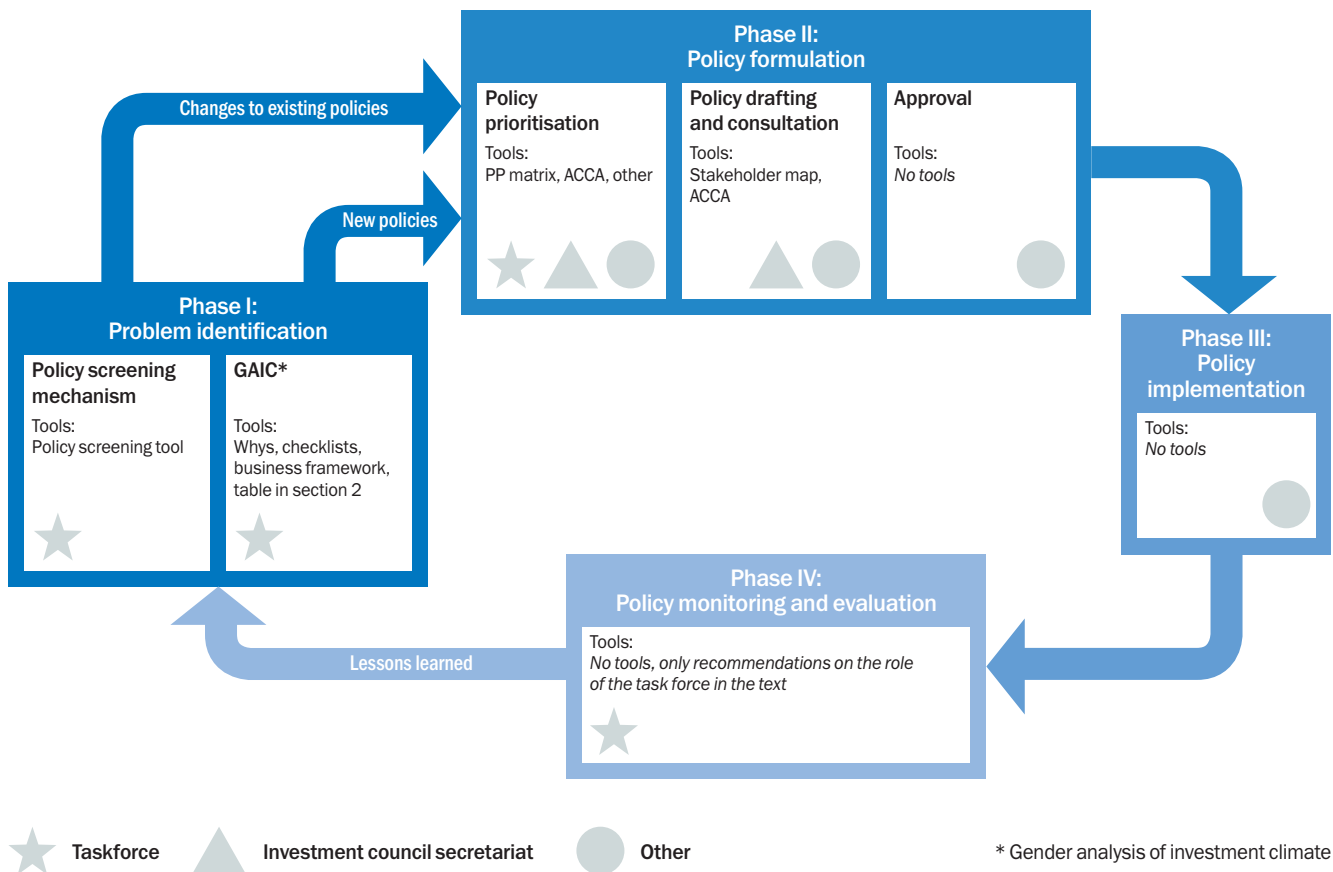 Phase II:
Policy formulation
Policy
prioritisation
Tools:
PP matrix, ACCA, other
Policy drafting
and consultation
Tools:
Stakeholder map,
ACCA
Approval
Tools:
No tools
Changes to existing policies
New policies
Phase I:
Problem identification
Policy screening
mechanism
Tools:
Policy screening tool
GAIC*
Tools:
Whys, checklists,
business framework,
table in section 2
Phase III:
Policy
implementation
Tools:
No tools
Phase IV:
Policy monitoring and evaluation
Tools:
No tools, only recommendations on the role
of the task force in the text
Lessons learned
Taskforce
Investment council secretariat
Other
* Gender analysis of investment climate